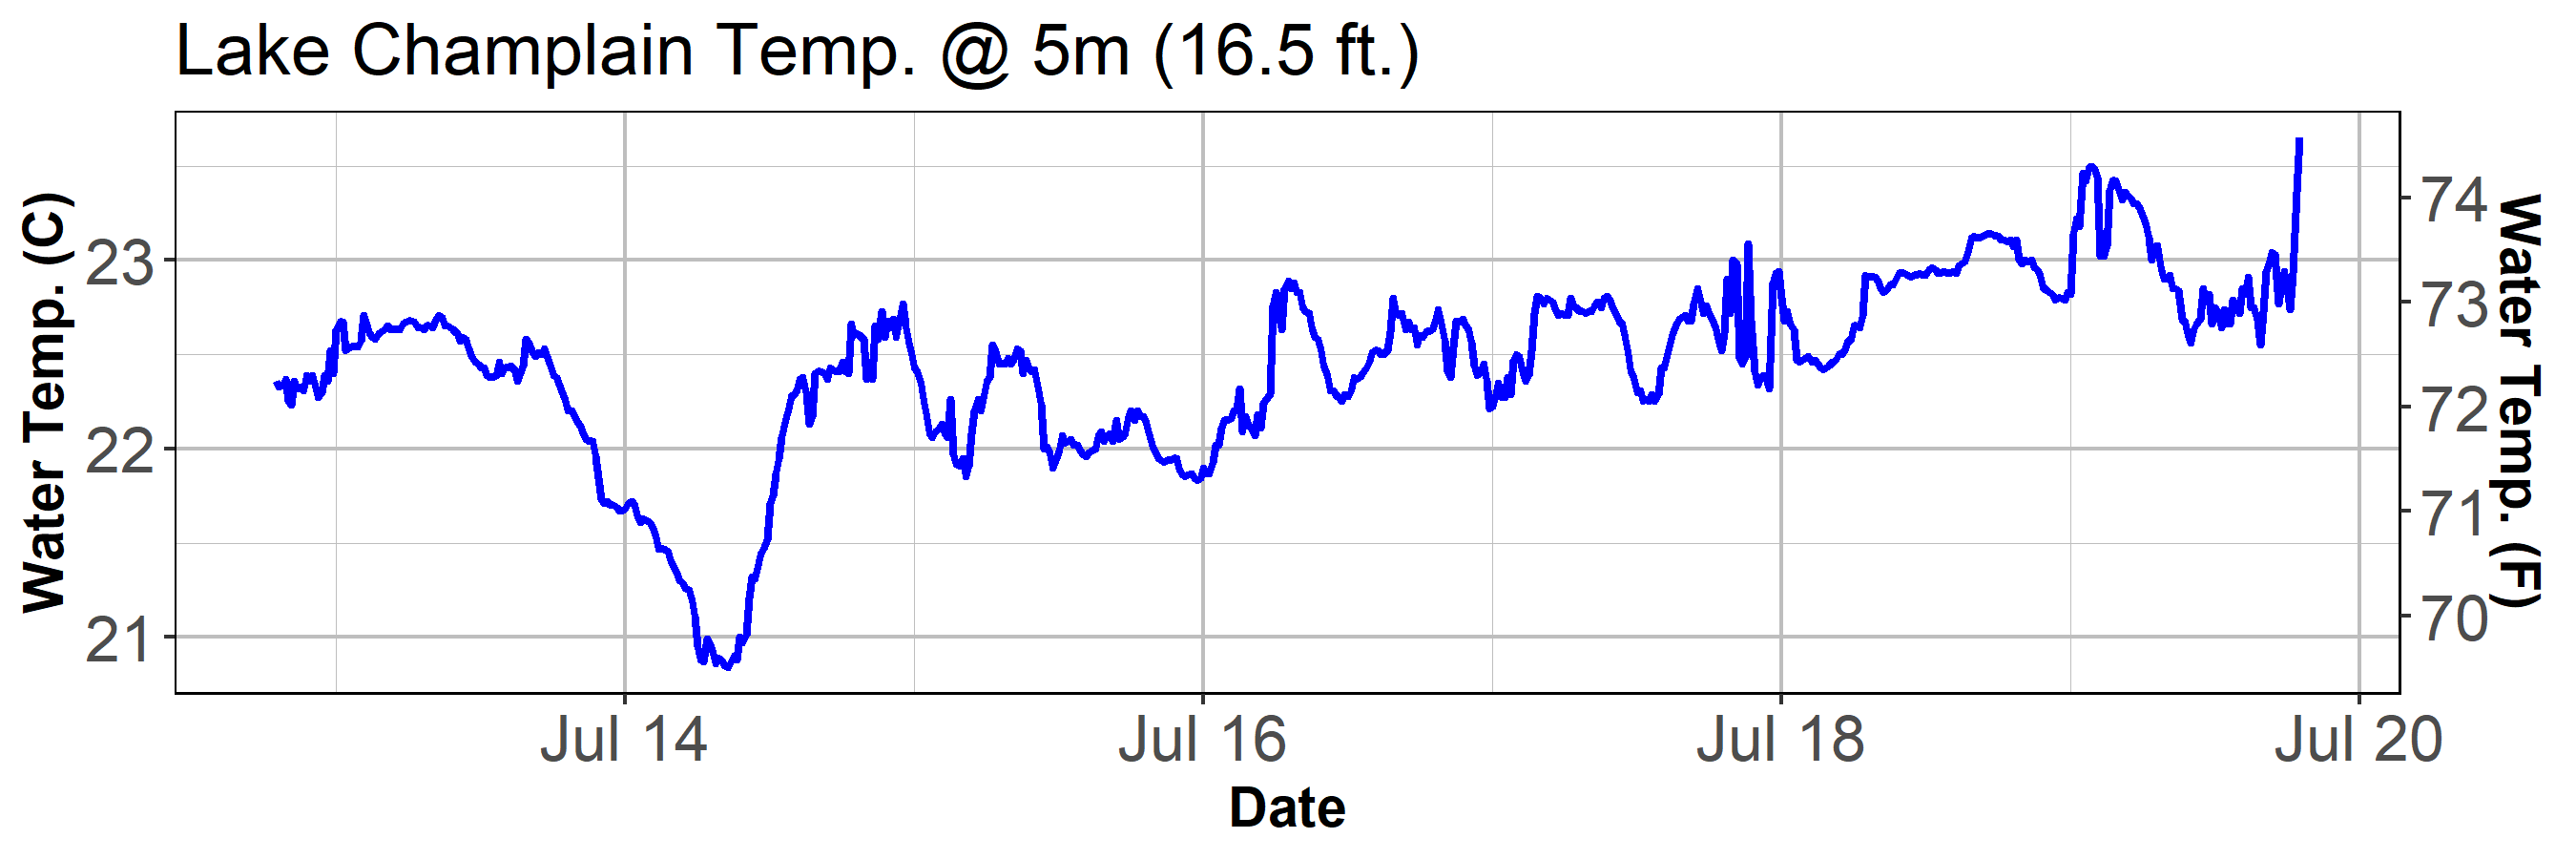 Lake Champlain Temp. @ 5m (16.5 ft.)
Water Temp. (C)
23
22
21
74
73
72
71
70
Water Temp. (F)
Jul 14 Jul 16 Jul 18 Jul 20
Date